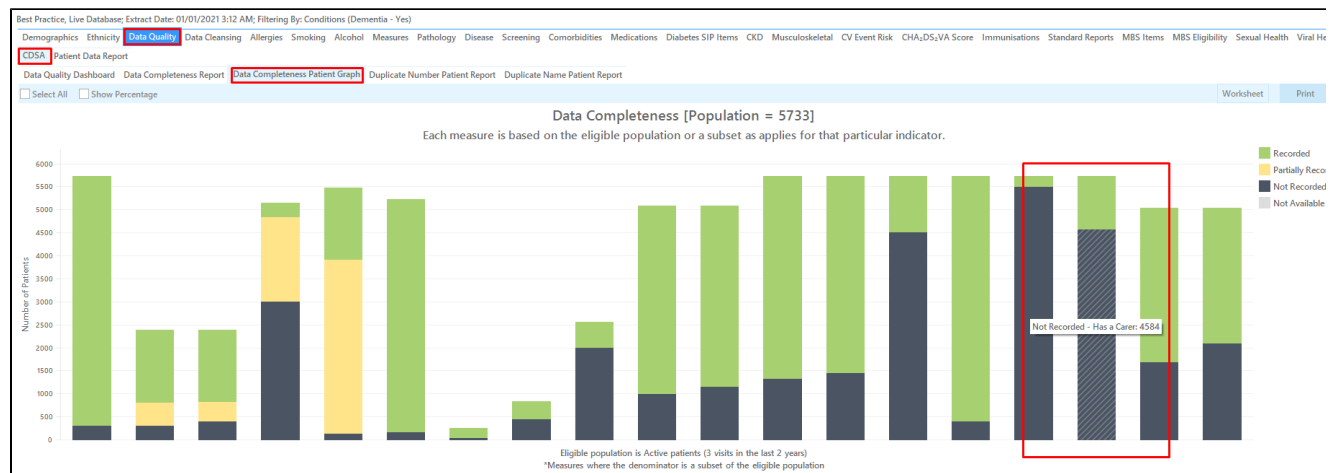 Best Practice, Live Database; Extract Date: 01/01/2021 3:12 AM; Filtering By: Conditions (Dementia - Yes)
Demographics Ethnicity Data Quality Data Cleansing Allergies Smoking Alcohol Measures Pathology Disease Screening Comorbidities Medications Diabetes SIP Items CKD Musculoskeletal CV Event Risk CHA₂DS₂VA Score Immunisations Standard Reports MBS Items MBS Eligibility Sexual Health Viral He
CDSA Patient Data Report
Data Quality Dashboard Data Completeness Report Data Completeness Patient Graph Duplicate Number Patient Report Duplicate Name Patient Report
Select All Show Percentage Worksheet Print
Data Completeness [Population = 5733]
Each measure is based on the eligible population or a subset as applies for that particular indicator.
Recorded
Partially Reco
Not Recorded
Not Available
Number of Patients
6000
5500
5000
4500
4000
3500
3000
2500
2000
1500
1000
500
0
Not Recorded - Has a Carer: 4584
Eligible population is Active patients (3 visits in the last 2 years)
*Measures where the denominator is a subset of the eligible population